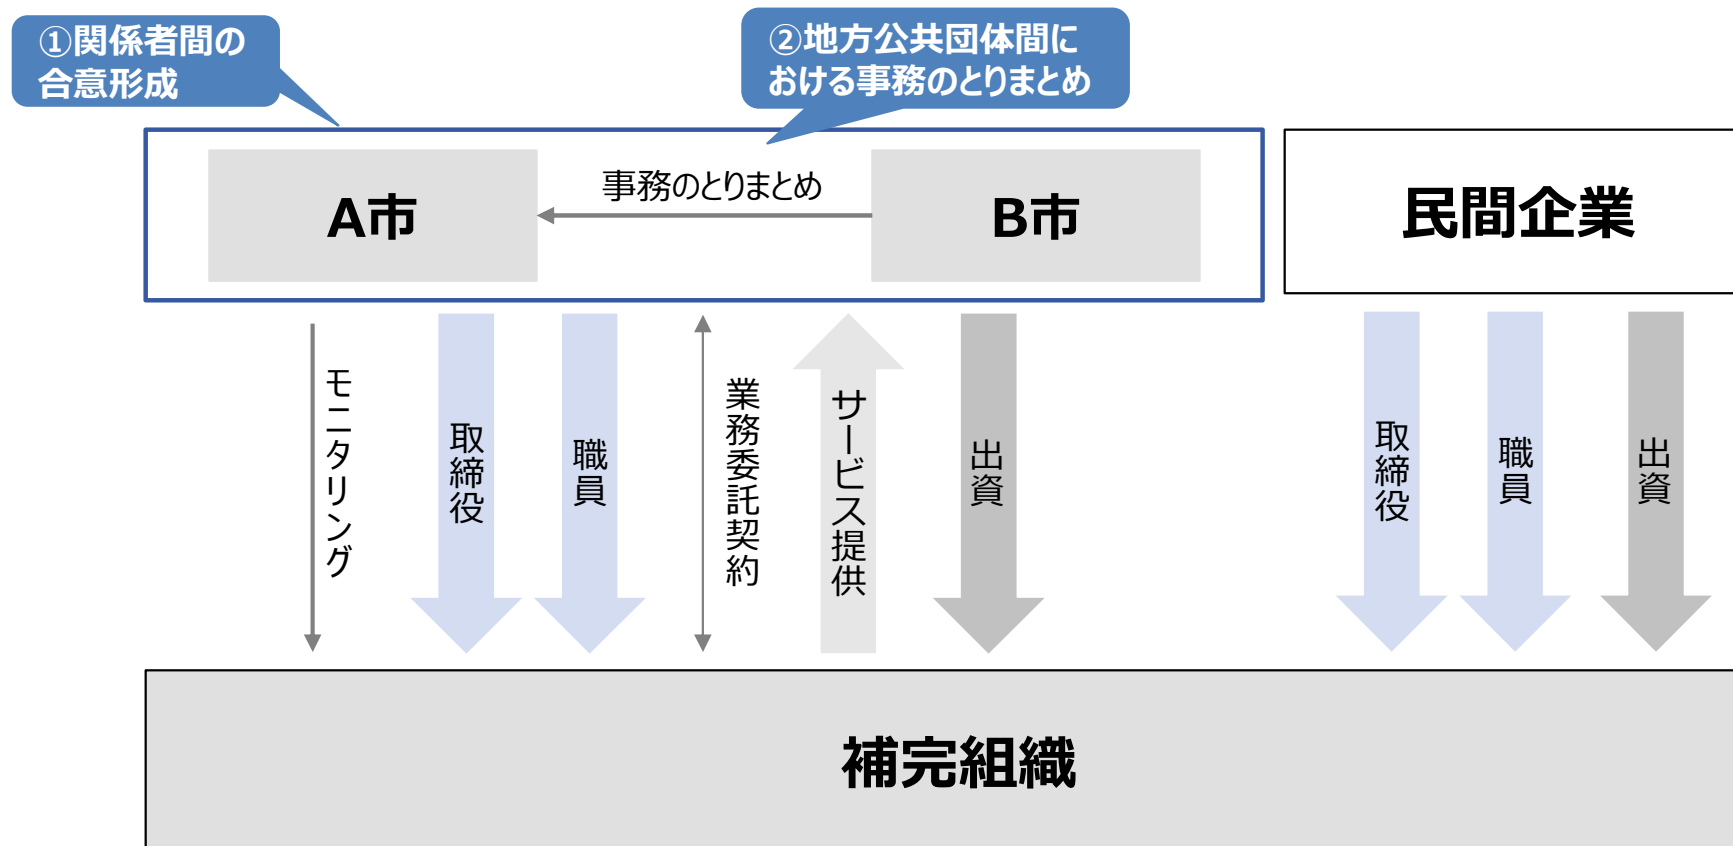 ①関係者間の
合意形成
②地方公共団体間に
おける事務のとりまとめ
A市
事務のとりまとめ
B市
民間企業
モニタリング
取締役
職員
業務委託契約
サービス提供
出資
取締役
職員
出資
補完組織